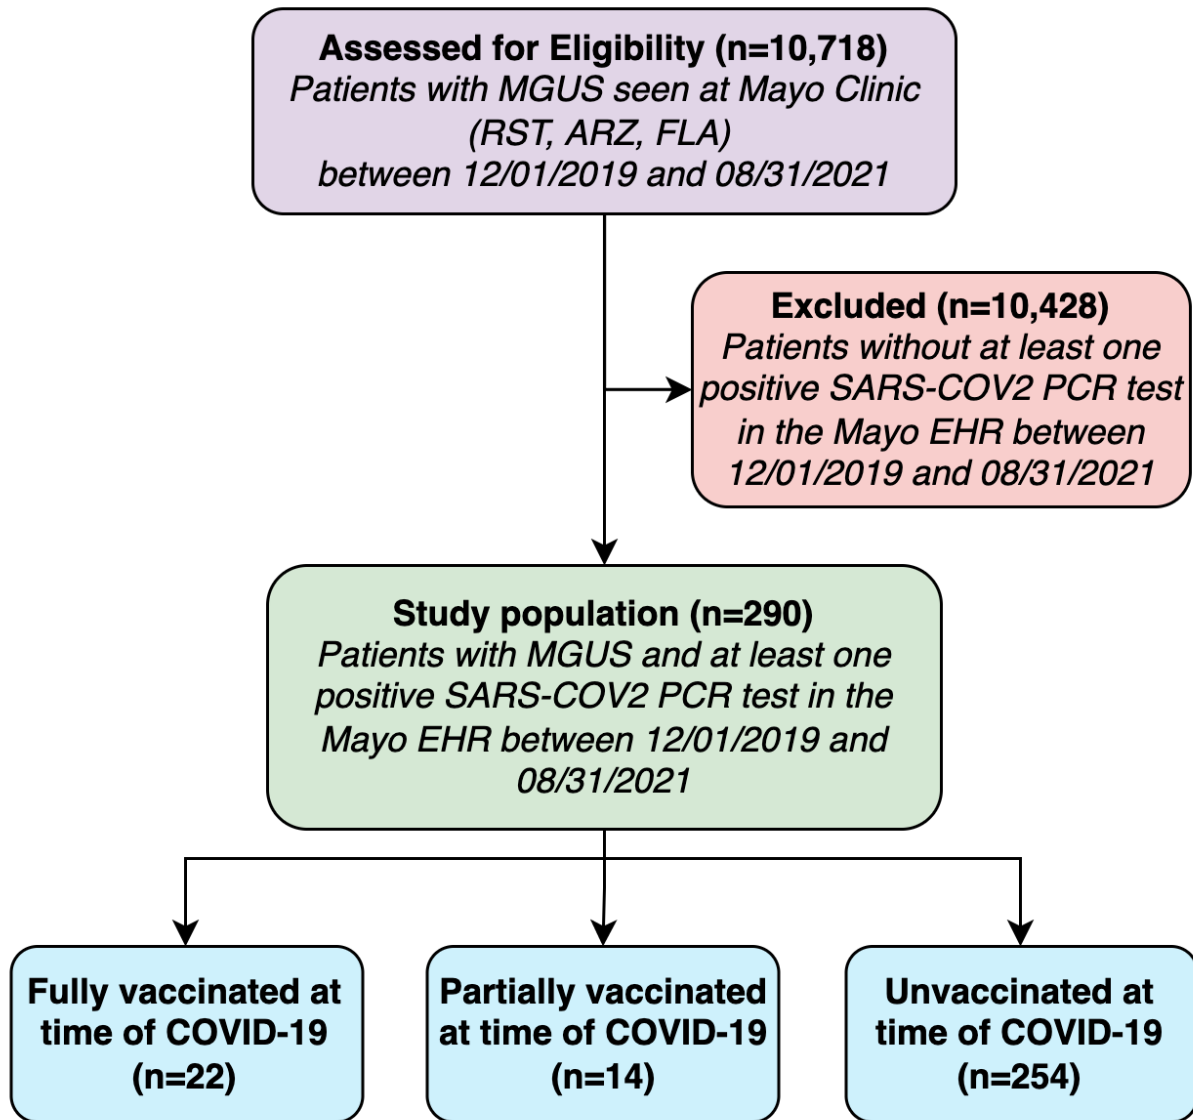 Assessed for Eligibility (n=10,718)
Patients with MGUS seen at Mayo Clinic
(RST, ARZ, FLA)
between 12/01/2019 and 08/31/2021
Excluded (n=10,428)
Patients without at least one
positive SARS-COV2 PCR test
in the Mayo EHR between
12/01/2019 and 08/31/2021
Study population (n=290)
Patients with MGUS and at least one
positive SARS-COV2 PCR test in the
Mayo EHR between 12/01/2019 and
08/31/2021
Fully vaccinated at
time of COVID-19
(n=22)
Partially vaccinated
at time of COVID-19
(n=14)
Unvaccinated at
time of COVID-19
(n=254)